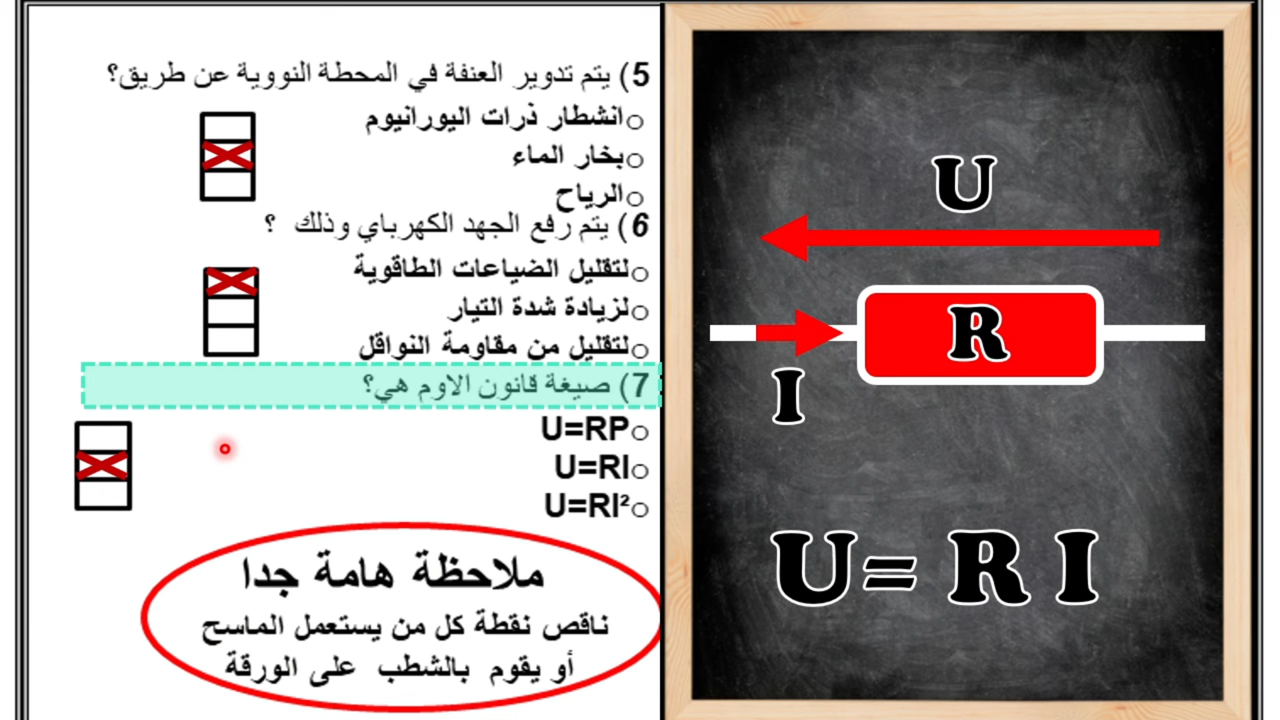 5) يتم تدوير العنفة في المحطة النووية عن طريق؟
○انشطار ذرات اليورانيوم
○بخار الماء
○الرياح
6) يتم رفع الجهد الكهرباي وذلك ؟
○لتقليل الضياعات الطاقوية
○لزيادة شدة التيار
○لتقليل من مقاومة النواقل
7) صيغة قانون الاوم هي؟
○U=RP
○U=RI
○U=RI²
ملاحظة هامة جدا
ناقص نقطة كل من يستعمل الماسح
أو يقوم بالشطب على الورقة
U
R
I
U= R I